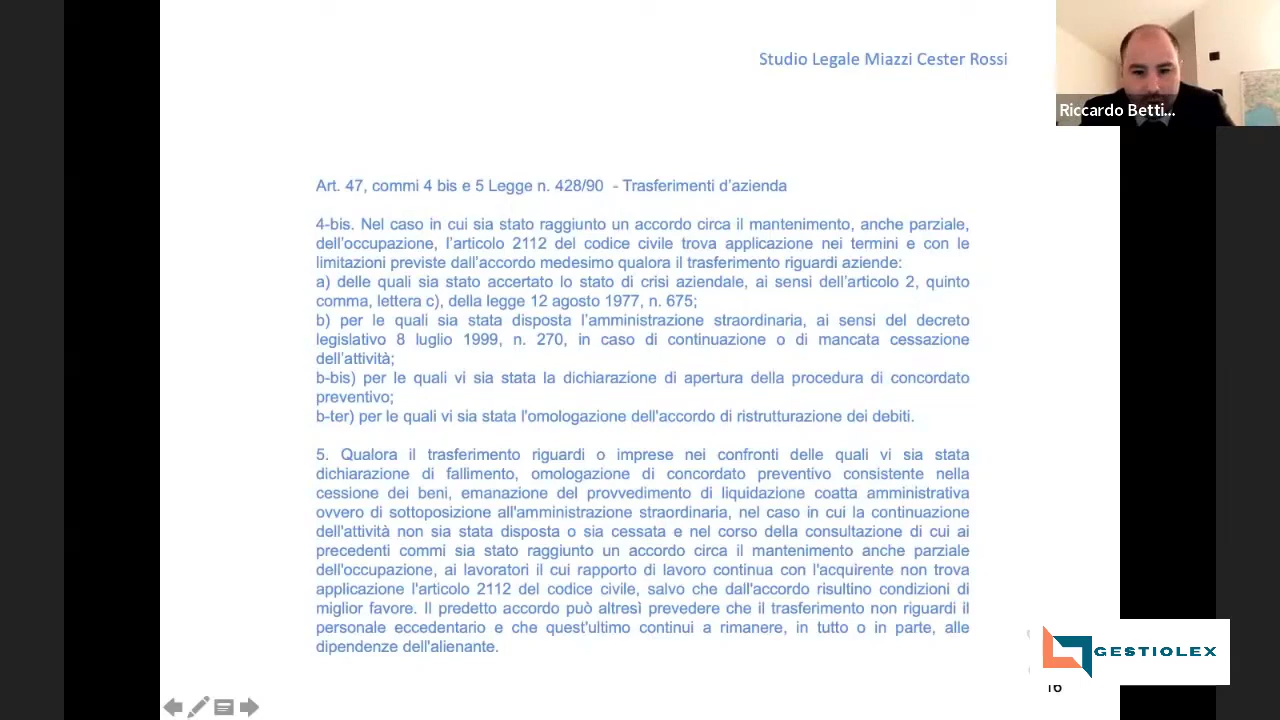 Studio Legale Miazzi Cester Rossi
Riccardo Betti...
Art. 47, commi 4 bis e 5 Legge n. 428/90 - Trasferimenti d'azienda
4-bis. Nel caso in cui sia stato raggiunto un accordo circa il mantenimento, anche parziale,
dell'occupazione, l'articolo 2112 del codice civile trova applicazione nei termini e con le
limitazioni previste dall'accordo medesimo qualora il trasferimento riguardi aziende:
a) delle quali sia stato accertato lo stato di crisi aziendale, ai sensi dell'articolo 2, quinto
comma, lettera c), della legge 12 agosto 1977, n. 675;
b) per le quali sia stata disposta l'amministrazione straordinaria, ai sensi del decreto
legislativo 8 luglio 1999, n. 270, in caso di continuazione o di mancata cessazione
dell'attività;
b-bis) per le quali vi sia stata la dichiarazione di apertura della procedura di concordato
preventivo;
b-ter) per le quali vi sia stata l'omologazione dell'accordo di ristrutturazione dei debiti.
5. Qualora il trasferimento riguardi o imprese nei confronti delle quali vi sia stata
dichiarazione di fallimento, omologazione di concordato preventivo consistente nella
cessione dei beni, emanazione del provvedimento di liquidazione coatta amministrativa
ovvero di sottoposizione all'amministrazione straordinaria, nel caso in cui la continuazione
dell'attività non sia stata disposta o sia cessata e nel corso della consultazione di cui ai
precedenti commi sia stato raggiunto un accordo circa il mantenimento anche parziale
dell'occupazione, ai lavoratori il cui rapporto di lavoro continua con l'acquirente non trova
applicazione l'articolo 2112 del codice civile, salvo che dall'accordo risultino condizioni di
miglior favore. Il predetto accordo può altresì prevedere che il trasferimento non riguardi il
personale eccedentario e che quest'ultimo continui a rimanere, in tutto o in parte, alle
dipendenze dell'alienante.
GESTIOLEX
16